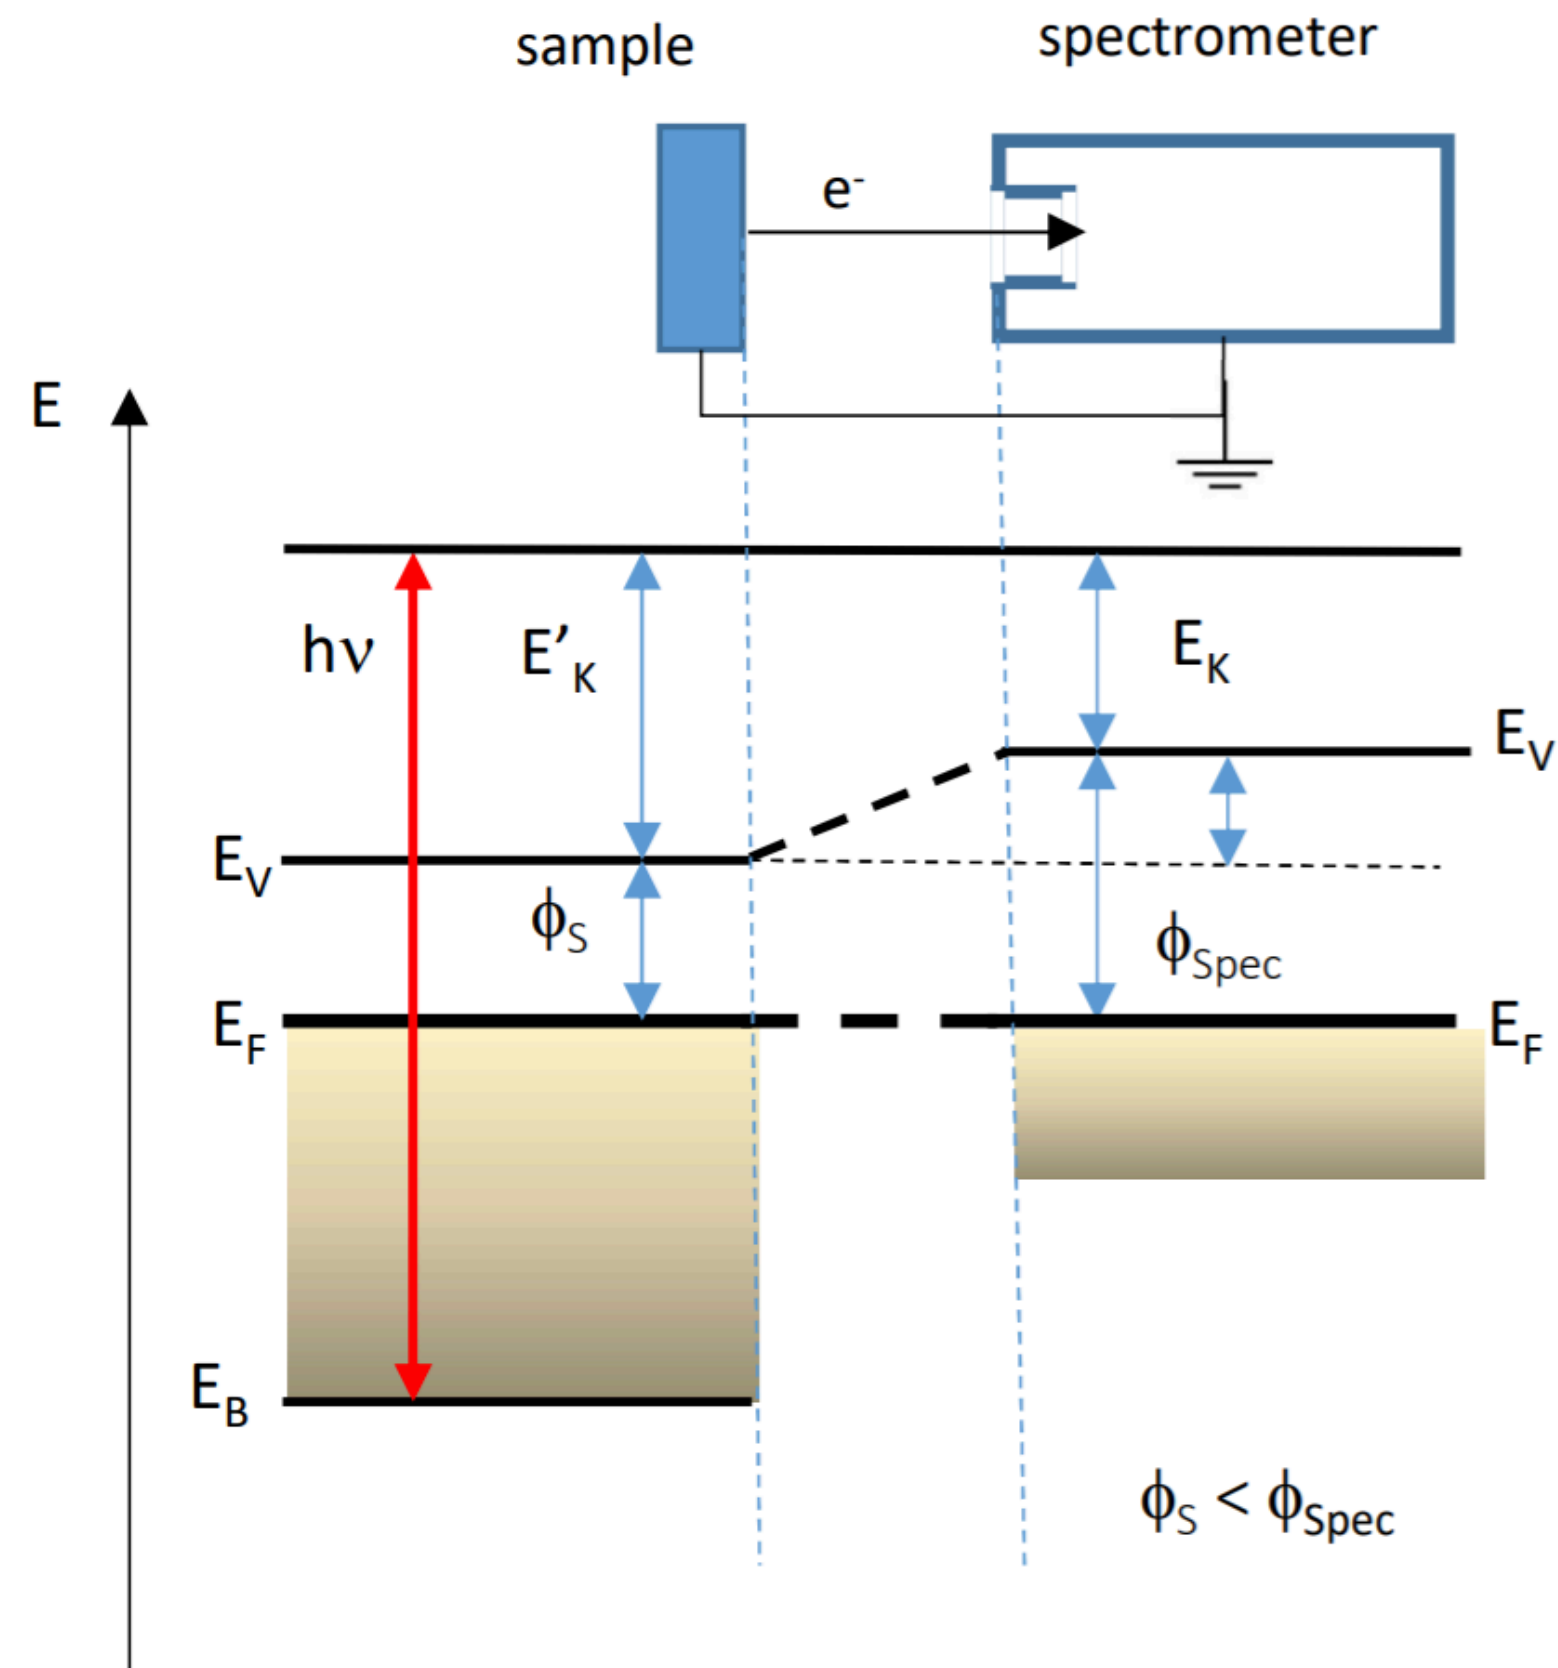 sample
spectrometer
e⁻
E
hν
E’K
EK
EV
EV
ϕS
ϕSpec
EF
EF
EB
ϕS < ϕSpec